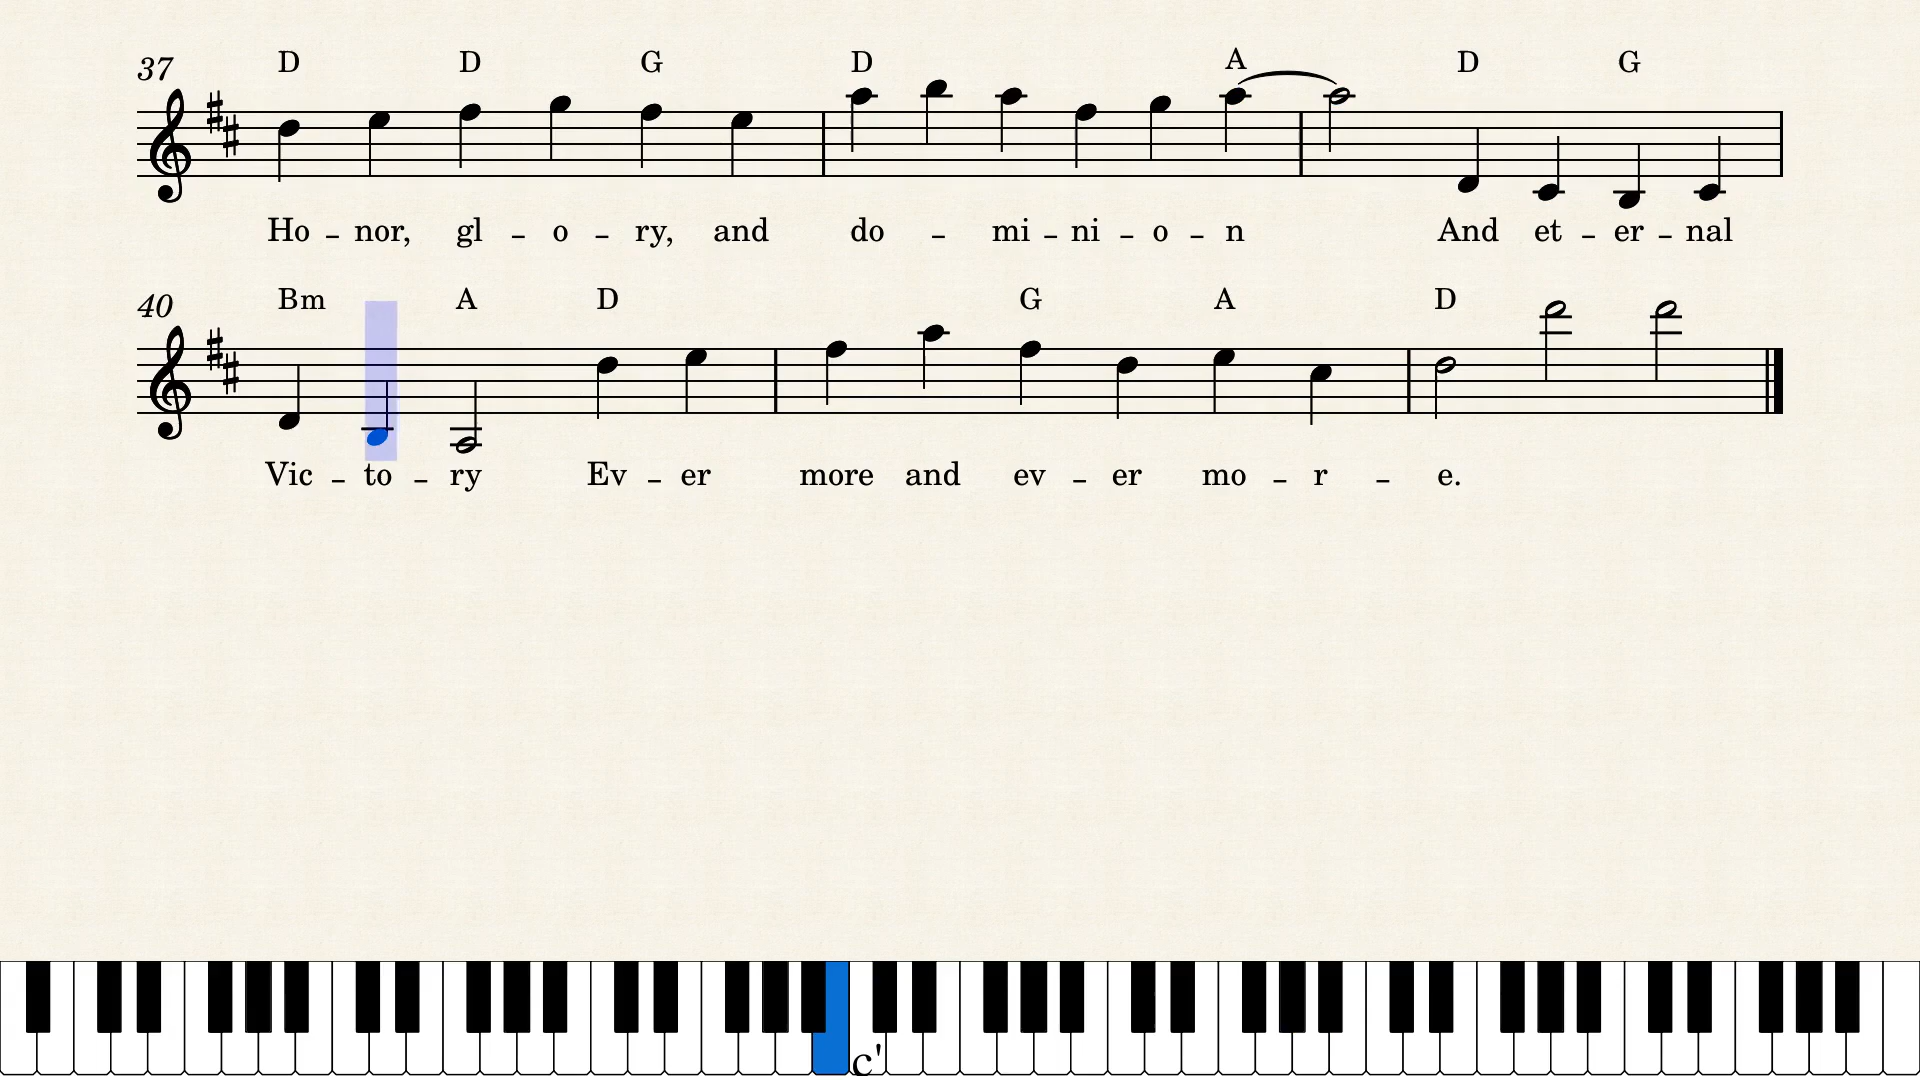 37 D D G D A D G
Ho - nor, gl - o - ry, and do - mi - ni - o - n And et - er - nal
40 Bm A D G A D
Vic - to - ry Ev - er more and ev - er mo - r - e.
c'